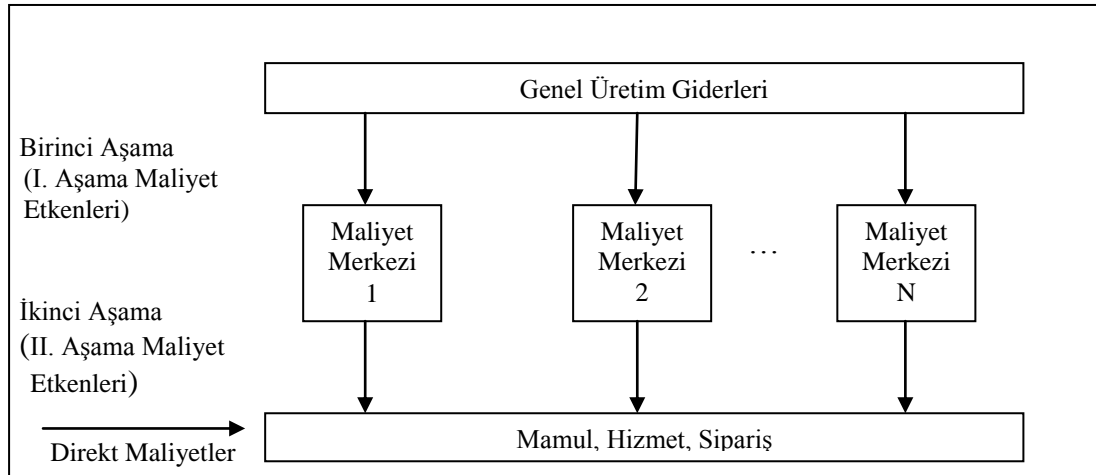 Genel Üretim Giderleri
Birinci Aşama
(I. Aşama Maliyet
Etkenleri)
Maliyet
Merkezi
1
Maliyet
Merkezi
2
…
Maliyet
Merkezi
N
İkinci Aşama
(II. Aşama Maliyet
Etkenleri)
Direkt Maliyetler
Mamul, Hizmet, Sipariş